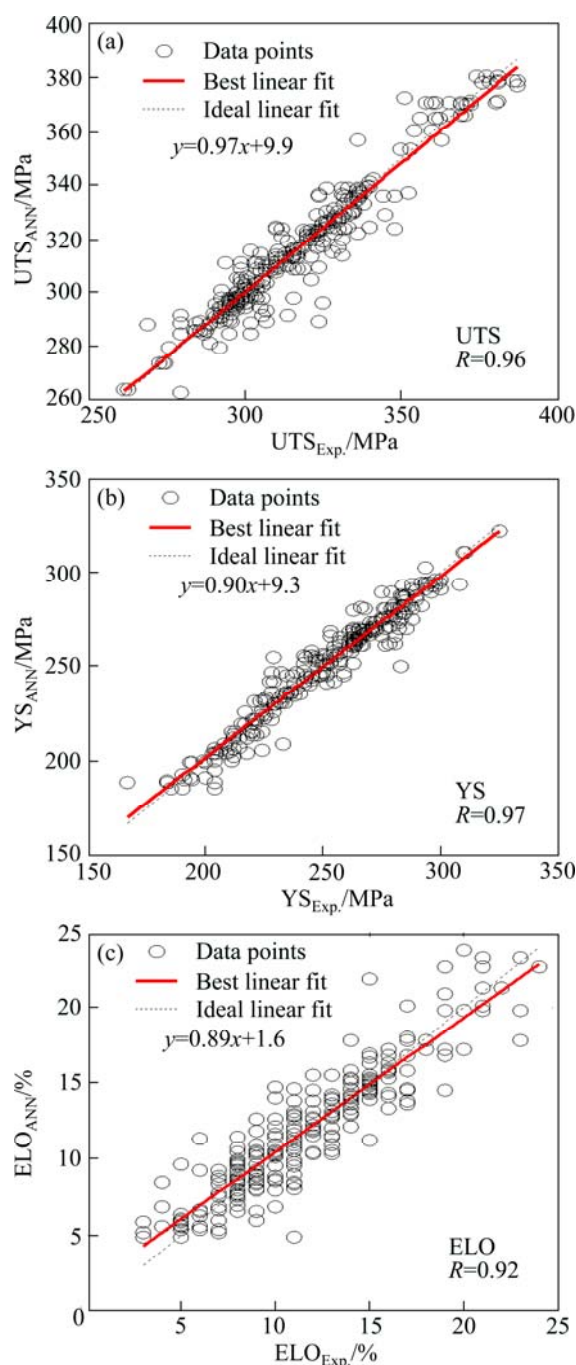 (a)
Data points
Best linear fit
Ideal linear fit
y=0.97x+9.9
UTS
R=0.96
400
380
360
340
320
300
280
260
UTS_ANN/MPa
250 300 350 400
UTS_Exp./MPa
(b)
Data points
Best linear fit
Ideal linear fit
y=0.90x+9.3
YS
R=0.97
350
300
250
200
150
YS_ANN/MPa
150 200 250 300 350
YS_Exp./MPa
(c)
Data points
Best linear fit
Ideal linear fit
y=0.89x+1.6
ELO
R=0.92
25
20
15
10
5
0
ELO_ANN/%
5 10 15 20 25
ELO_Exp./%